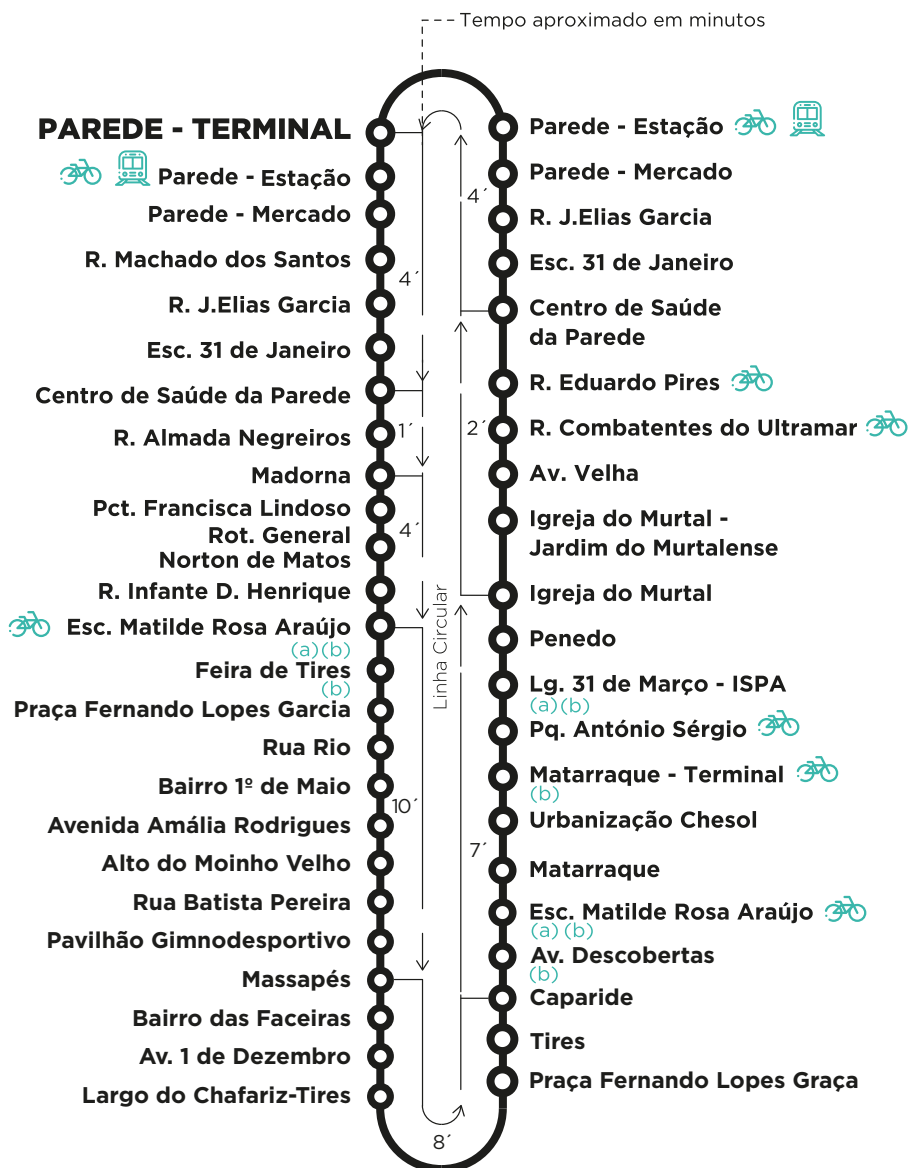 Tempo aproximado em minutos
PAREDE - TERMINAL
Parede - Estação
Parede - Mercado
R. Machado dos Santos
R. J.Elias Garcia
Esc. 31 de Janeiro
Centro de Saúde da Parede
R. Almada Negreiros
Madorna
Pct. Francisca Lindoso
Rot. General
Norton de Matos
R. Infante D. Henrique
Esc. Matilde Rosa Araújo
(a)(b)
Feira de Tires
(b)
Praça Fernando Lopes Garcia
Rua Rio
Bairro 1º de Maio
Avenida Amália Rodrigues
Alto do Moinho Velho
Rua Batista Pereira
Pavilhão Gimnodesportivo
Massapés
Bairro das Faceiras
Av. 1 de Dezembro
Largo do Chafariz-Tires
4´
1´
4´
10´
8´
Linha Circular
4´
2´
7´
Parede - Estação
Parede - Mercado
R. J.Elias Garcia
Esc. 31 de Janeiro
Centro de Saúde
da Parede
R. Eduardo Pires
R. Combatentes do Ultramar
Av. Velha
Igreja do Murtal -
Jardim do Murtalense
Igreja do Murtal
Penedo
Lg. 31 de Março - ISPA
(a)(b)
Pq. António Sérgio
Matarraque - Terminal
(b)
Urbanização Chesol
Matarraque
Esc. Matilde Rosa Araújo
(a) (b)
Av. Descobertas
(b)
Caparide
Tires
Praça Fernando Lopes Graça